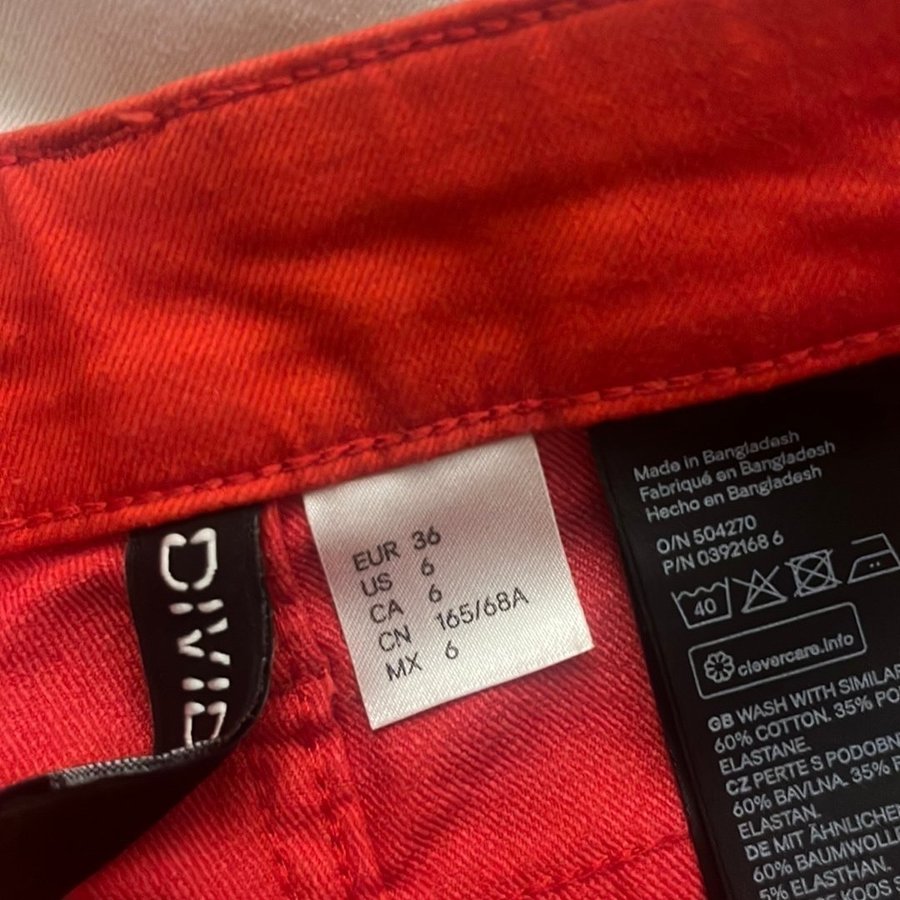 DIVID
EUR 36
US 6
CA 6
CN 165/68A
MX 6
Made in Bangladesh
Fabriqué en Bangladesh
Hecho en Bangladesh
O/N 504270
P/N 0392168 6
40
clevercare.info
GB WASH WITH SIMILAR
60% COTTON. 35%
ELASTANE.
CZ PERTE S PODOBN
60% BAVLNA. 35%
ELASTAN.
DE MIT ÄHNLICHE
60% BAUMWOLLE
5% ELASTHAN.
KOOS